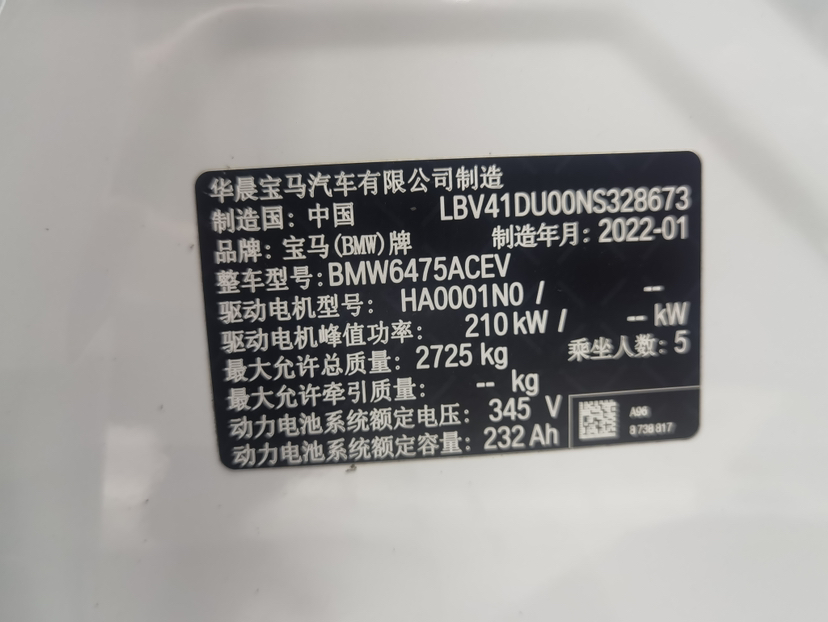 华晨宝马汽车有限公司制造
制造国：中国 LBV41DU00NS328673
品牌：宝马(BMW)牌 制造年月：2022-01
整车型号：BMW6475ACEV
驱动电机型号： HA0001N0 / --
驱动电机峰值功率： 210 kW / -- kW
最大允许总质量：2725 kg 乘坐人数：5
最大允许牵引质量： -- kg
动力电池系统额定电压： 345 V
动力电池系统额定容量：232 Ah
A96
8 738 817